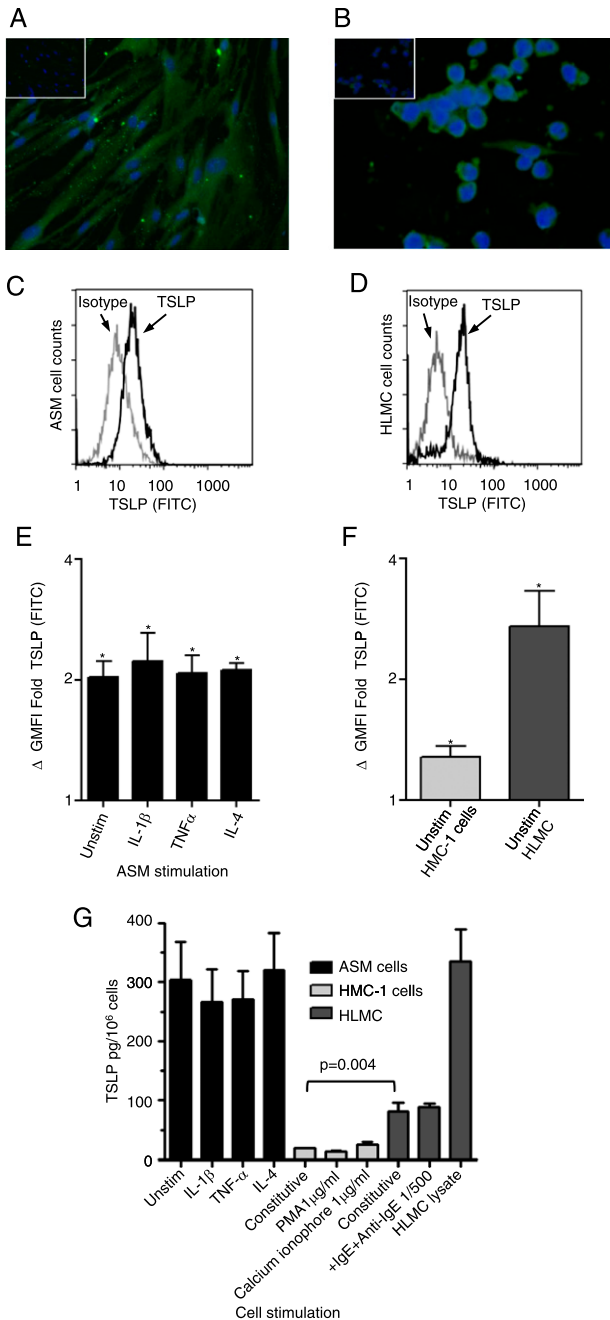 A
B
C
Isotype
TSLP
ASM cell counts
1
10
100
1000
TSLP (FITC)
D
Isotype
TSLP
HLMC cell counts
1
10
100
1000
TSLP (FITC)
E
Δ GMFI Fold TSLP (FITC)
4
2
1
*
*
*
*
Unstim
IL-1β
TNFα
IL-4
ASM stimulation
F
Δ GMFI Fold TSLP (FITC)
4
2
1
*
*
Unstim
HMC-1 cells
Unstim
HLMC
G
TSLP pg/10⁶ cells
400
300
200
100
0
ASM cells
HMC-1 cells
HLMC
p=0.004
Unstim
IL-1β
TNF-α
IL-4
Constitutive
PMA1μg/ml
Calcium ionophore 1μg/ml
Constitutive
+IgE+Anti-IgE 1/500
HLMC lysate
Cell stimulation